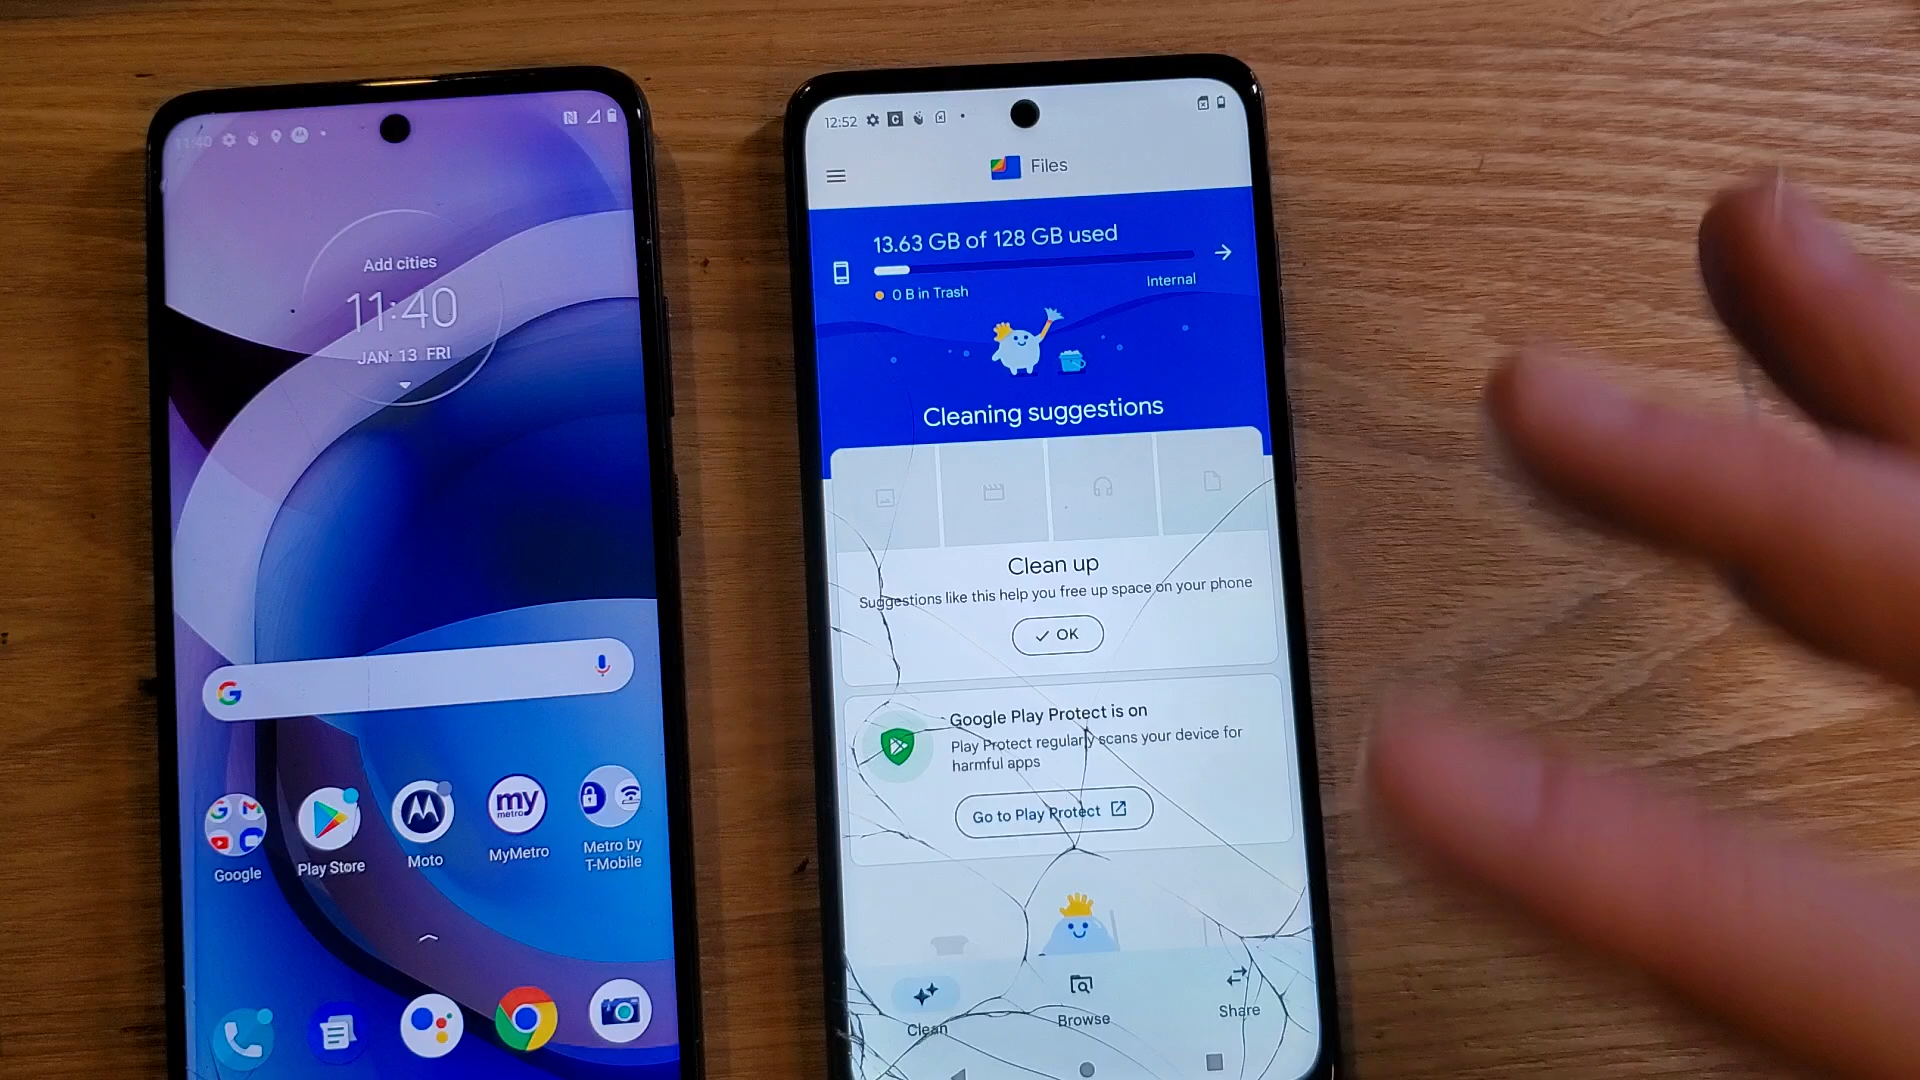 11:40
Add cities
11:40
JAN 13 FRI
Google
Play Store
Moto
my
metro
MyMetro
Metro by
T-Mobile
12:52
Files
13.63 GB of 128 GB used
0 B in Trash
Internal
Cleaning suggestions
Clean up
Suggestions like this help you free up space on your phone
OK
Google Play Protect is on
Play Protect regularly scans your device for
harmful apps
Go to Play Protect
Clean
Browse
Share